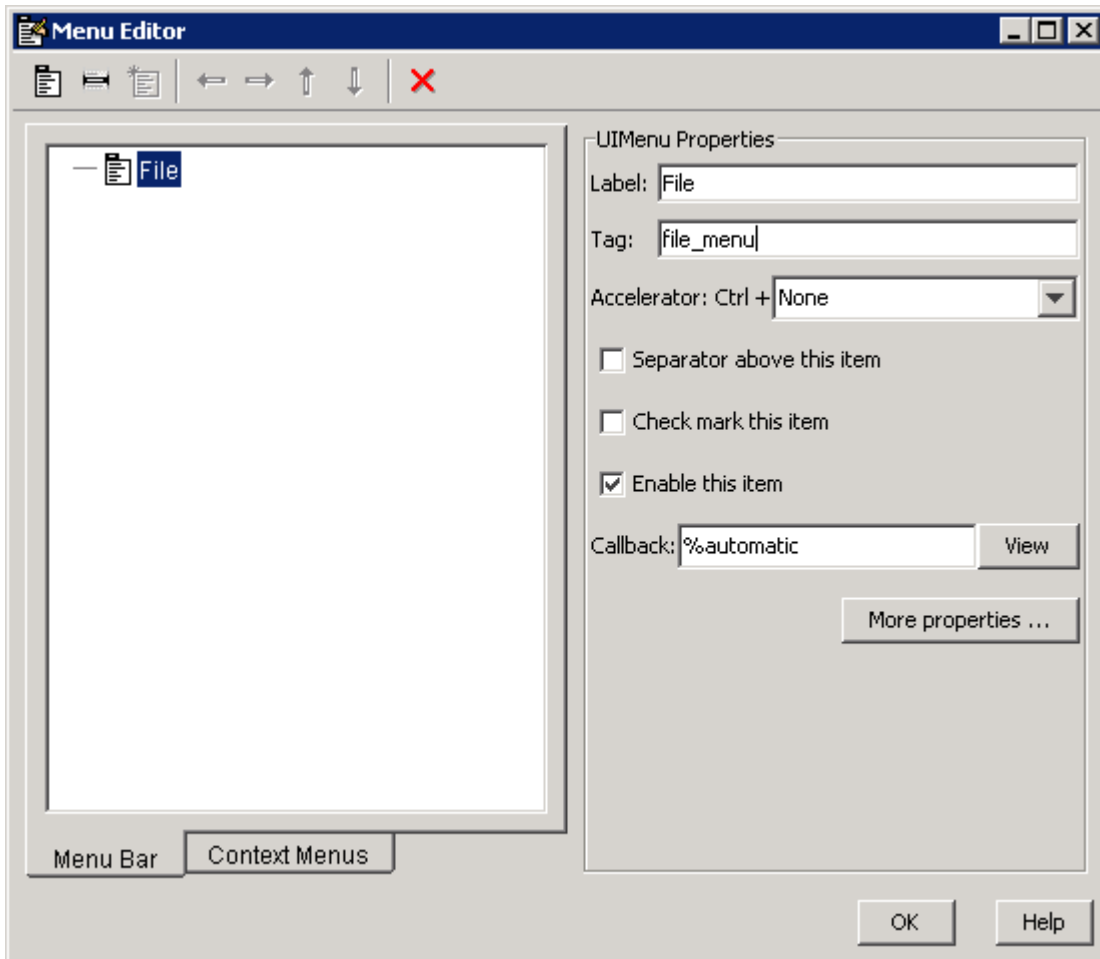 Menu Editor
File
UIMenu Properties
Label: File
Tag: file_menu
Accelerator: Ctrl + None
Separator above this item
Check mark this item
Enable this item
Callback: %automatic View
More properties ...
Menu Bar Context Menus
OK Help